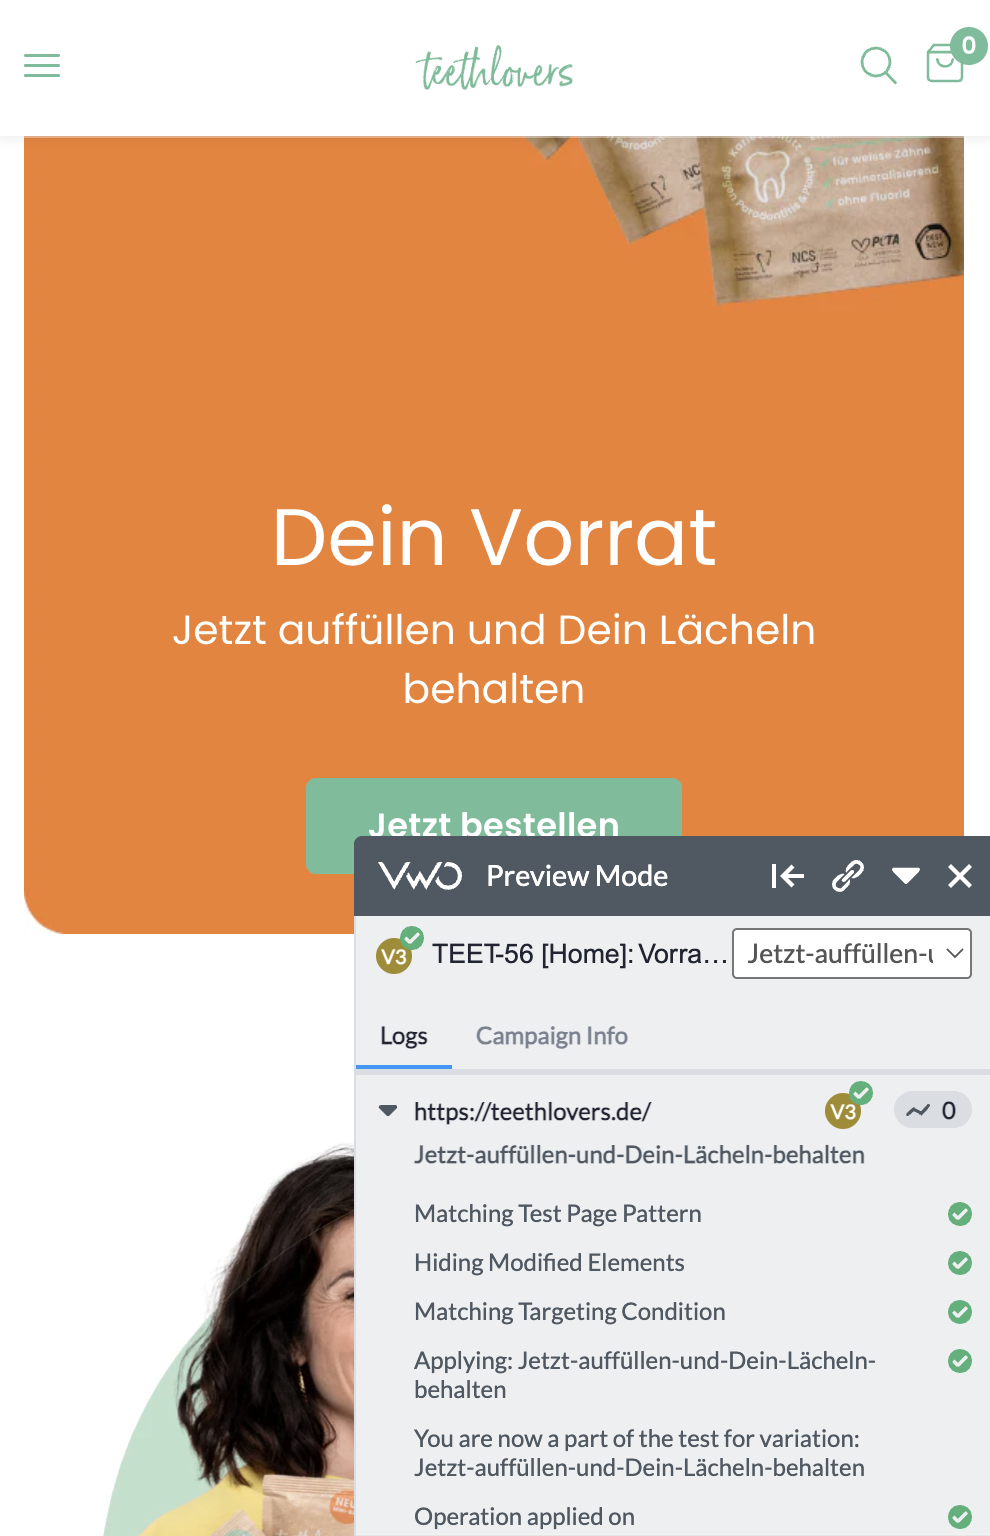 teethlovers
0
für weisse Zähne
remineralisierend
ohne Fluorid
gegen Parodontitis & Plaque
NCS
NCS
PETA
BEST
NEW
Dein Vorrat
Jetzt auffüllen und Dein Lächeln
behalten
Jetzt bestellen
VWO Preview Mode
V3 TEET-56 [Home]: Vorra... Jetzt-auffüllen-u
Logs Campaign Info
https://teethlovers.de/ V3 0
Jetzt-auffüllen-und-Dein-Lächeln-behalten
Matching Test Page Pattern
Hiding Modified Elements
Matching Targeting Condition
Applying: Jetzt-auffüllen-und-Dein-Lächeln-
behalten
You are now a part of the test for variation:
Jetzt-auffüllen-und-Dein-Lächeln-behalten
Operation applied on